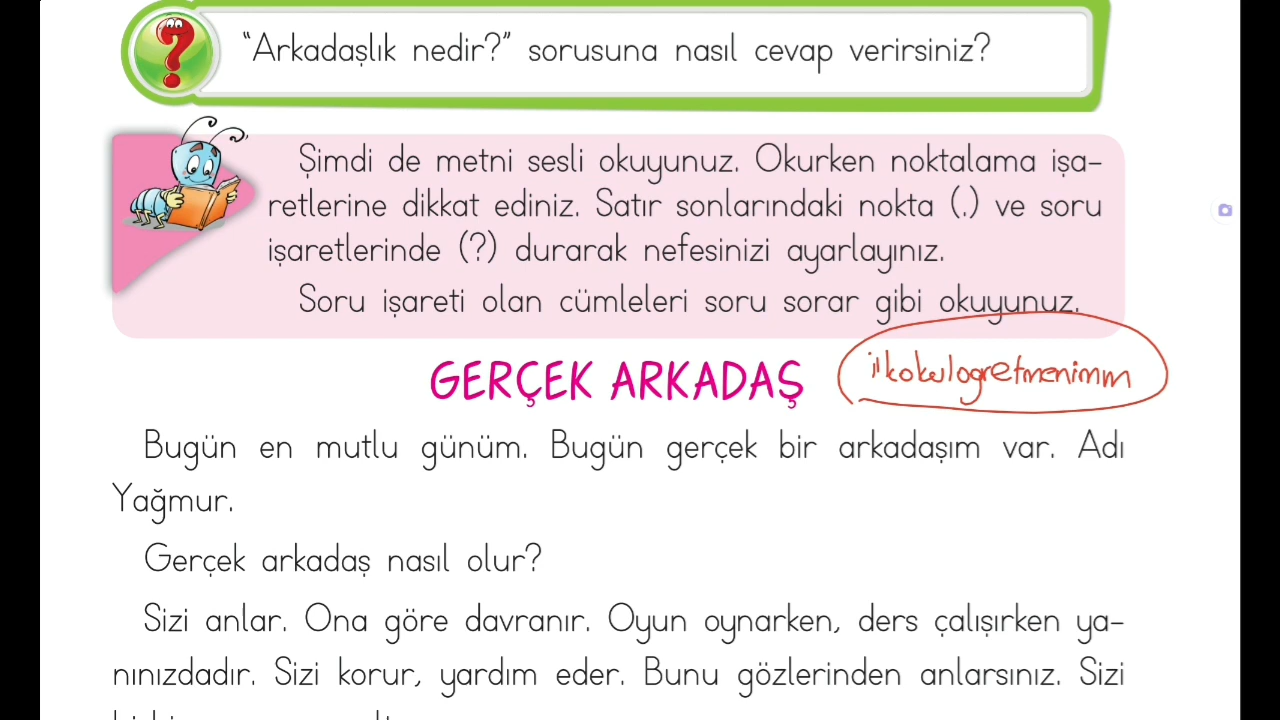 “Arkadaşlık nedir?” sorusuna nasıl cevap verirsiniz?
Şimdi de metni sesli okuyunuz. Okurken noktalama işa-
retlerine dikkat ediniz. Satır sonlarındaki nokta (.) ve soru
işaretlerinde (?) durarak nefesinizi ayarlayınız.
Soru işareti olan cümleleri soru sorar gibi okuyunuz.
GERÇEK ARKADAŞ
ilkokulogretmenimm
Bugün en mutlu günüm. Bugün gerçek bir arkadaşım var. Adı
Yağmur.
Gerçek arkadaş nasıl olur?
Sizi anlar. Ona göre davranır. Oyun oynarken, ders çalışırken ya-
nınızdadır. Sizi korur, yardım eder. Bunu gözlerinden anlarsınız. Sizi